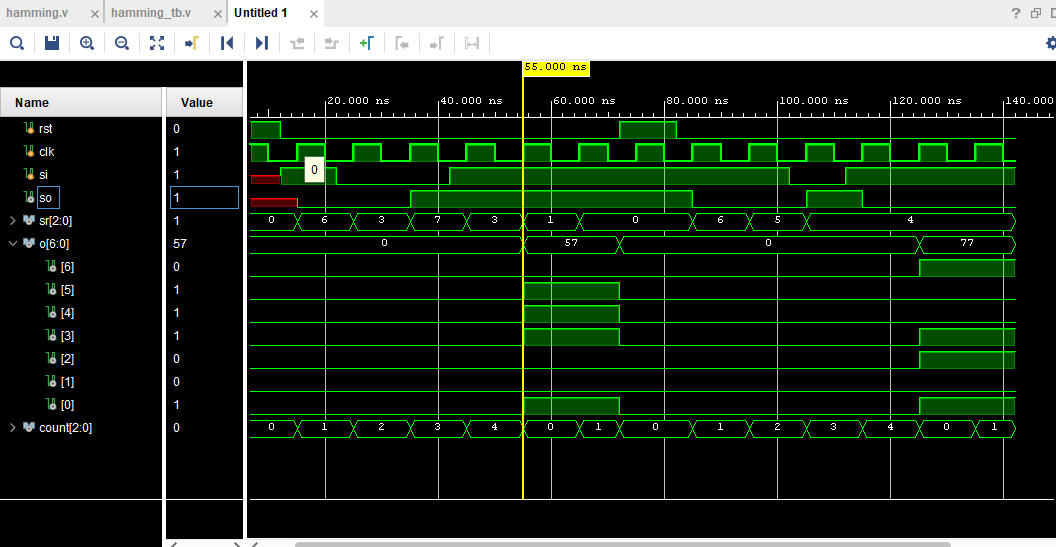 hamming.v × hamming_tb.v × Untitled 1 ×
? 
55.000 ns
Name Value
20.000 ns 40.000 ns 60.000 ns 80.000 ns 100.000 ns 120.000 ns 140.000
rst 0
clk 1
si 1 0
so 1
sr[2:0] 1 0 6 3 7 3 1 0 6 5 4
o[6:0] 57 0 57 0 77
[6] 0
[5] 1
[4] 1
[3] 1
[2] 0
[1] 0
[0] 1
count[2:0] 0 0 1 2 3 4 0 1 0 1 2 3 4 0 1